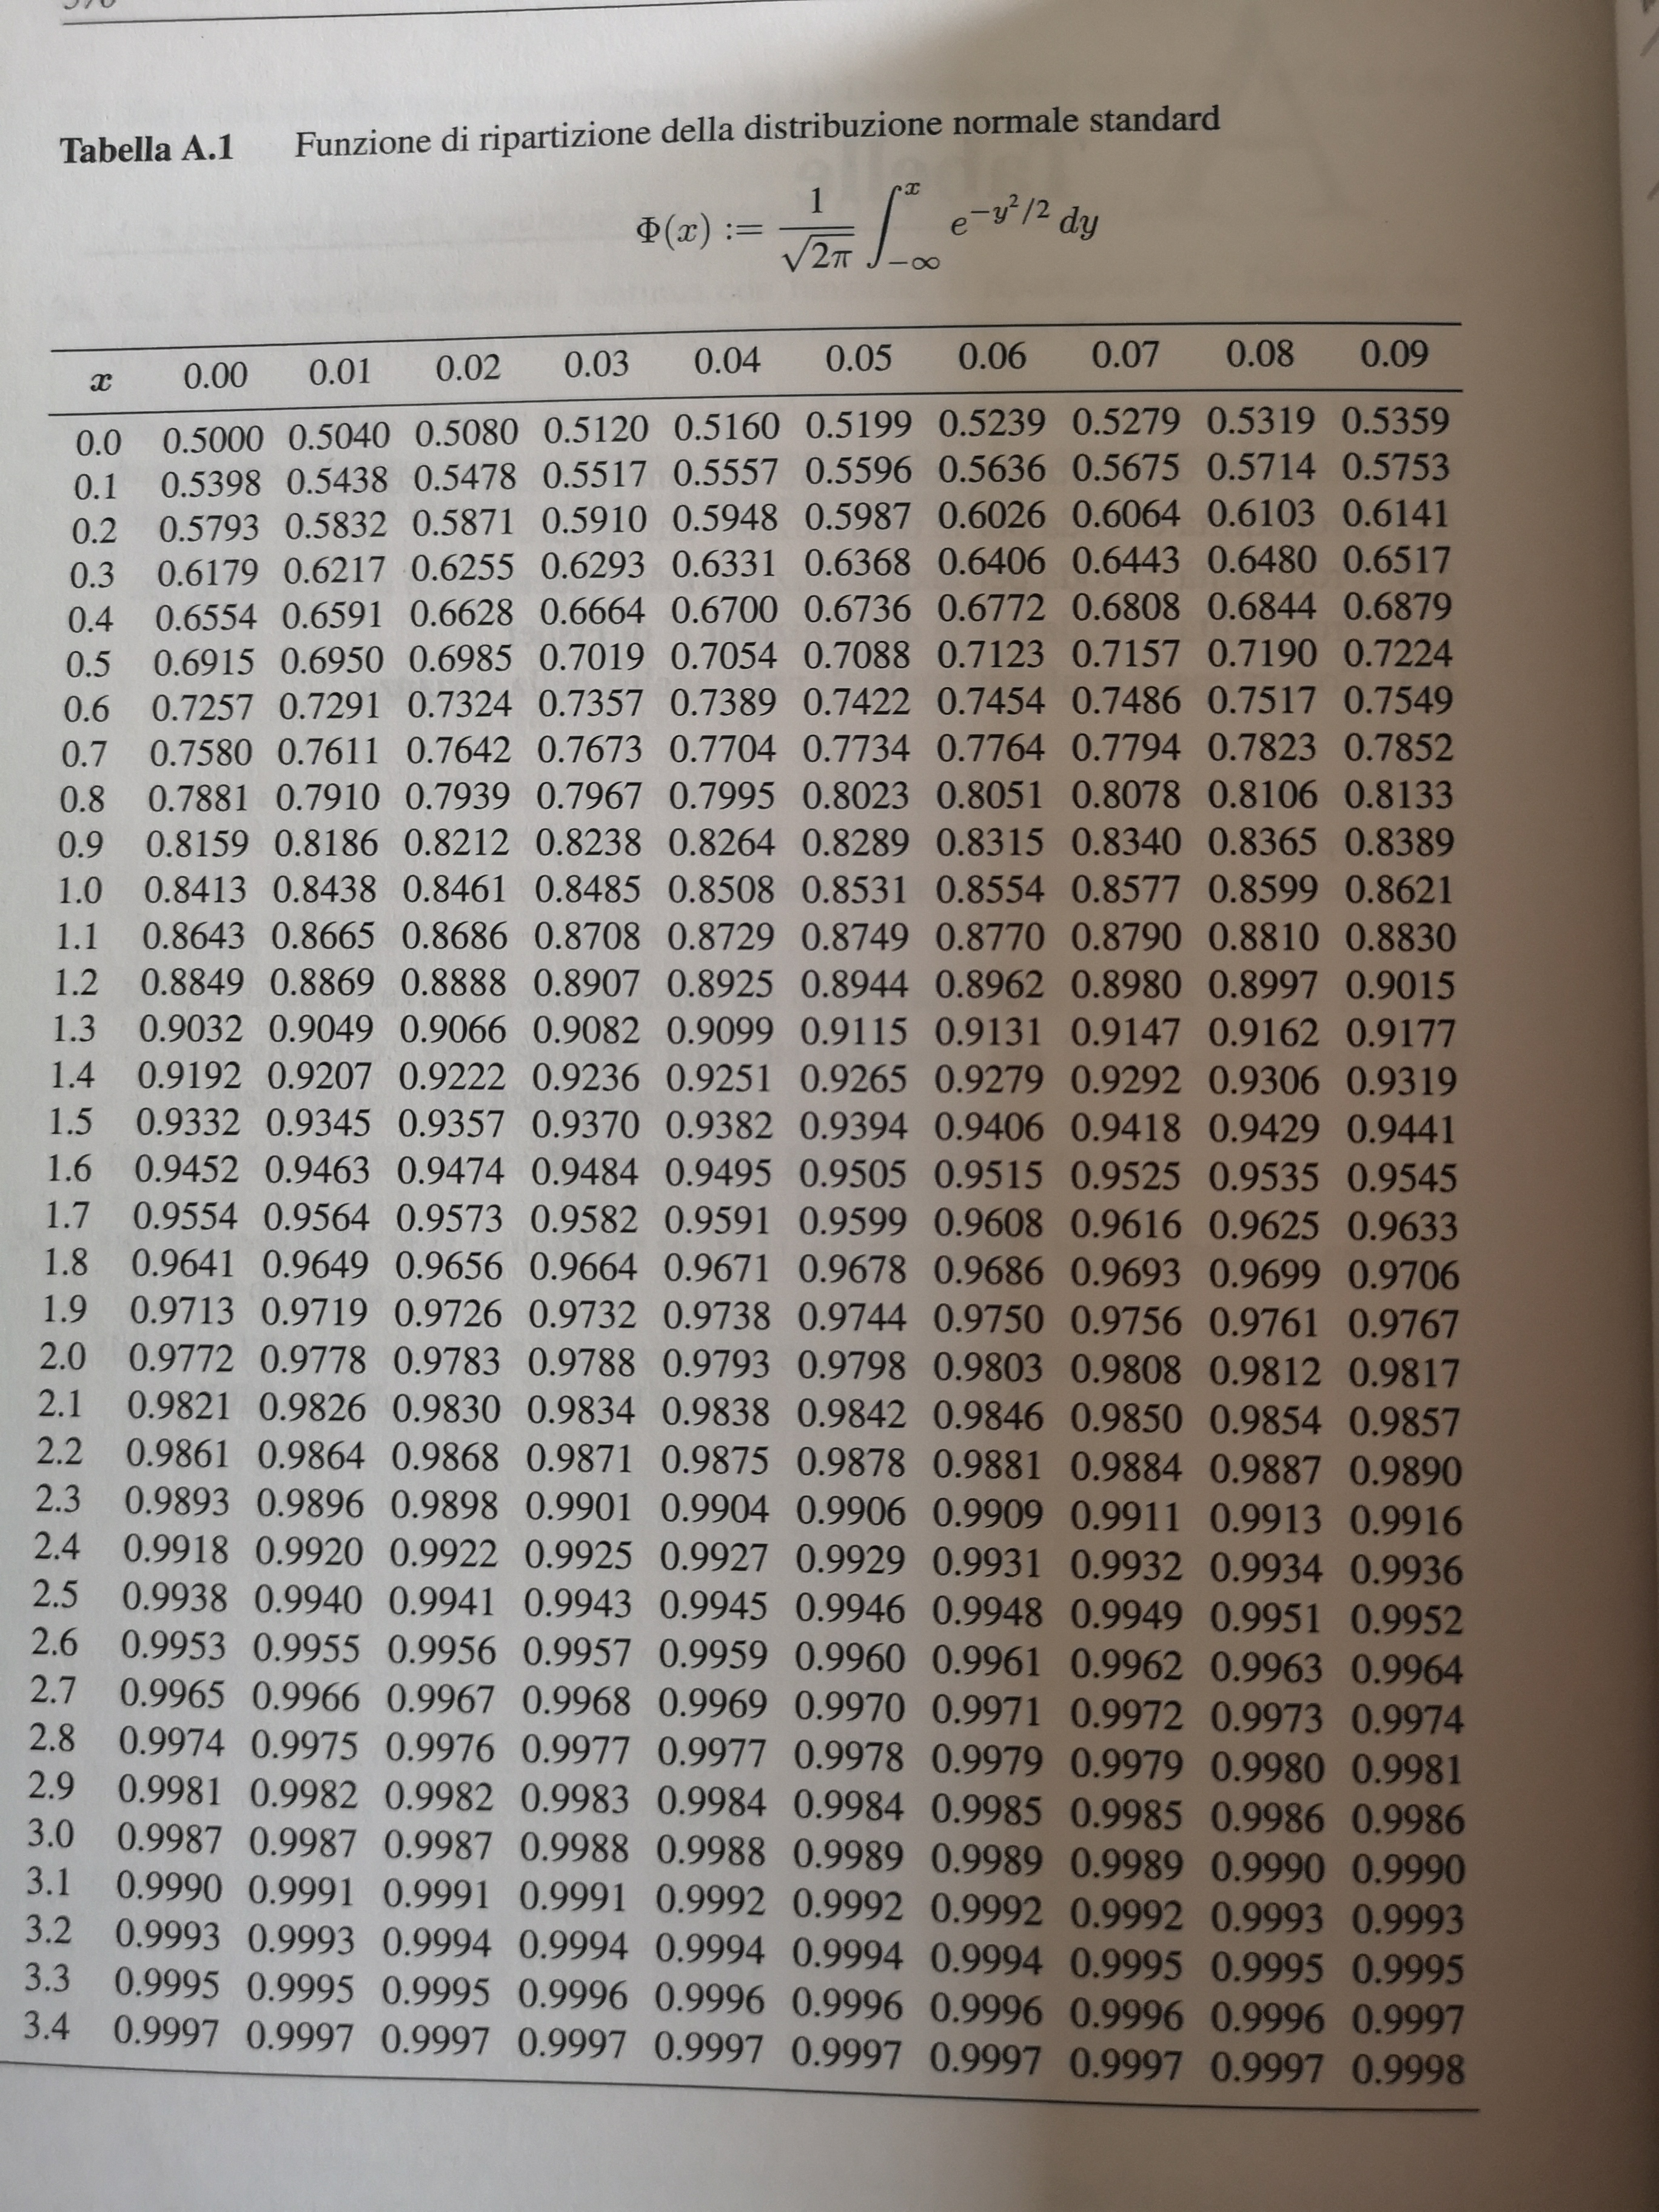 Tabella A.1 Funzione di ripartizione della distribuzione normale standard
Φ(x) := 1/√2π ∫_{-∞}^{x} e^{-y²/2} dy
x 0.00 0.01 0.02 0.03 0.04 0.05 0.06 0.07 0.08 0.09
0.0 0.5000 0.5040 0.5080 0.5120 0.5160 0.5199 0.5239 0.5279 0.5319 0.5359
0.1 0.5398 0.5438 0.5478 0.5517 0.5557 0.5596 0.5636 0.5675 0.5714 0.5753
0.2 0.5793 0.5832 0.5871 0.5910 0.5948 0.5987 0.6026 0.6064 0.6103 0.6141
0.3 0.6179 0.6217 0.6255 0.6293 0.6331 0.6368 0.6406 0.6443 0.6480 0.6517
0.4 0.6554 0.6591 0.6628 0.6664 0.6700 0.6736 0.6772 0.6808 0.6844 0.6879
0.5 0.6915 0.6950 0.6985 0.7019 0.7054 0.7088 0.7123 0.7157 0.7190 0.7224
0.6 0.7257 0.7291 0.7324 0.7357 0.7389 0.7422 0.7454 0.7486 0.7517 0.7549
0.7 0.7580 0.7611 0.7642 0.7673 0.7704 0.7734 0.7764 0.7794 0.7823 0.7852
0.8 0.7881 0.7910 0.7939 0.7967 0.7995 0.8023 0.8051 0.8078 0.8106 0.8133
0.9 0.8159 0.8186 0.8212 0.8238 0.8264 0.8289 0.8315 0.8340 0.8365 0.8389
1.0 0.8413 0.8438 0.8461 0.8485 0.8508 0.8531 0.8554 0.8577 0.8599 0.8621
1.1 0.8643 0.8665 0.8686 0.8708 0.8729 0.8749 0.8770 0.8790 0.8810 0.8830
1.2 0.8849 0.8869 0.8888 0.8907 0.8925 0.8944 0.8962 0.8980 0.8997 0.9015
1.3 0.9032 0.9049 0.9066 0.9082 0.9099 0.9115 0.9131 0.9147 0.9162 0.9177
1.4 0.9192 0.9207 0.9222 0.9236 0.9251 0.9265 0.9279 0.9292 0.9306 0.9319
1.5 0.9332 0.9345 0.9357 0.9370 0.9382 0.9394 0.9406 0.9418 0.9429 0.9441
1.6 0.9452 0.9463 0.9474 0.9484 0.9495 0.9505 0.9515 0.9525 0.9535 0.9545
1.7 0.9554 0.9564 0.9573 0.9582 0.9591 0.9599 0.9608 0.9616 0.9625 0.9633
1.8 0.9641 0.9649 0.9656 0.9664 0.9671 0.9678 0.9686 0.9693 0.9699 0.9706
1.9 0.9713 0.9719 0.9726 0.9732 0.9738 0.9744 0.9750 0.9756 0.9761 0.9767
2.0 0.9772 0.9778 0.9783 0.9788 0.9793 0.9798 0.9803 0.9808 0.9812 0.9817
2.1 0.9821 0.9826 0.9830 0.9834 0.9838 0.9842 0.9846 0.9850 0.9854 0.9857
2.2 0.9861 0.9864 0.9868 0.9871 0.9875 0.9878 0.9881 0.9884 0.9887 0.9890
2.3 0.9893 0.9896 0.9898 0.9901 0.9904 0.9906 0.9909 0.9911 0.9913 0.9916
2.4 0.9918 0.9920 0.9922 0.9925 0.9927 0.9929 0.9931 0.9932 0.9934 0.9936
2.5 0.9938 0.9940 0.9941 0.9943 0.9945 0.9946 0.9948 0.9949 0.9951 0.9952
2.6 0.9953 0.9955 0.9956 0.9957 0.9959 0.9960 0.9961 0.9962 0.9963 0.9964
2.7 0.9965 0.9966 0.9967 0.9968 0.9969 0.9970 0.9971 0.9972 0.9973 0.9974
2.8 0.9974 0.9975 0.9976 0.9977 0.9977 0.9978 0.9979 0.9979 0.9980 0.9981
2.9 0.9981 0.9982 0.9982 0.9983 0.9984 0.9984 0.9985 0.9985 0.9986 0.9986
3.0 0.9987 0.9987 0.9987 0.9988 0.9988 0.9989 0.9989 0.9989 0.9990 0.9990
3.1 0.9990 0.9991 0.9991 0.9991 0.9992 0.9992 0.9992 0.9992 0.9993 0.9993
3.2 0.9993 0.9993 0.9994 0.9994 0.9994 0.9994 0.9994 0.9995 0.9995 0.9995
3.3 0.9995 0.9995 0.9995 0.9996 0.9996 0.9996 0.9996 0.9996 0.9996 0.9997
3.4 0.9997 0.9997 0.9997 0.9997 0.9997 0.9997 0.9997 0.9997 0.9997 0.9998